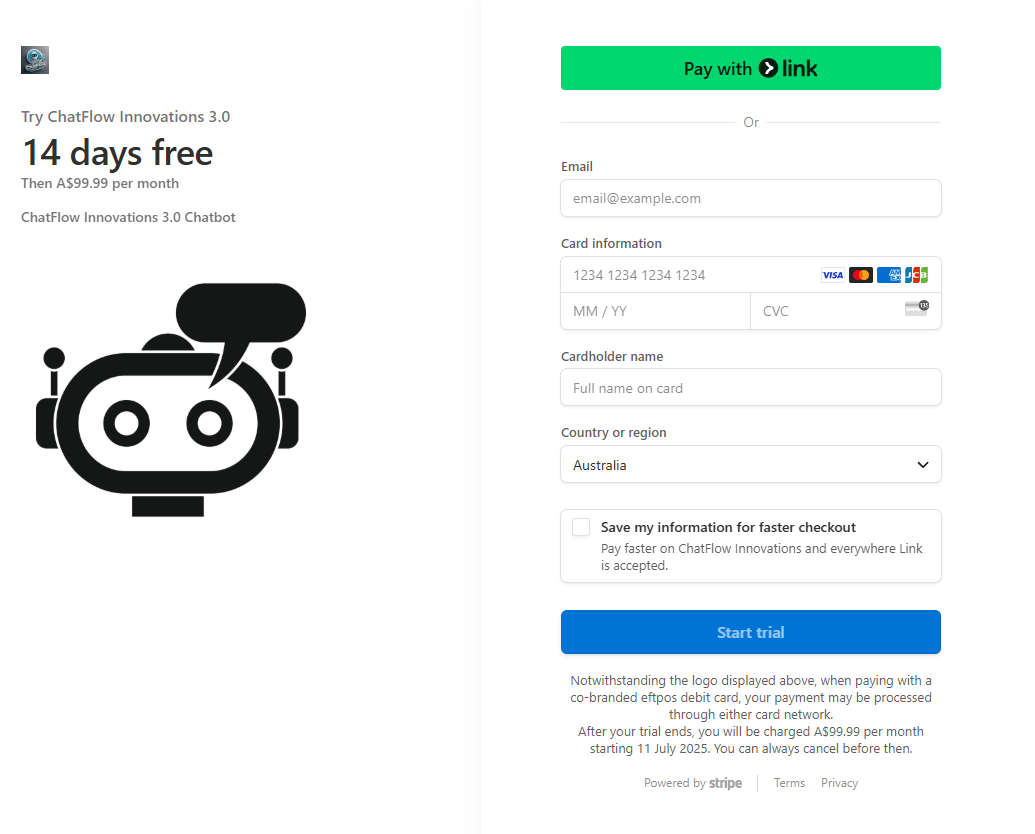 Try ChatFlow Innovations 3.0
14 days free
Then A$99.99 per month
ChatFlow Innovations 3.0 Chatbot
Pay with link
Or
Email
email@example.com
Card information
1234 1234 1234 1234 VISA
MM / YY CVC
Cardholder name
Full name on card
Country or region
Australia
Save my information for faster checkout
Pay faster on ChatFlow Innovations and everywhere Link
is accepted.
Start trial
Notwithstanding the logo displayed above, when paying with a
co-branded eftpos debit card, your payment may be processed
through either card network.
After your trial ends, you will be charged A$99.99 per month
starting 11 July 2025. You can always cancel before then.
Powered by stripe Terms Privacy